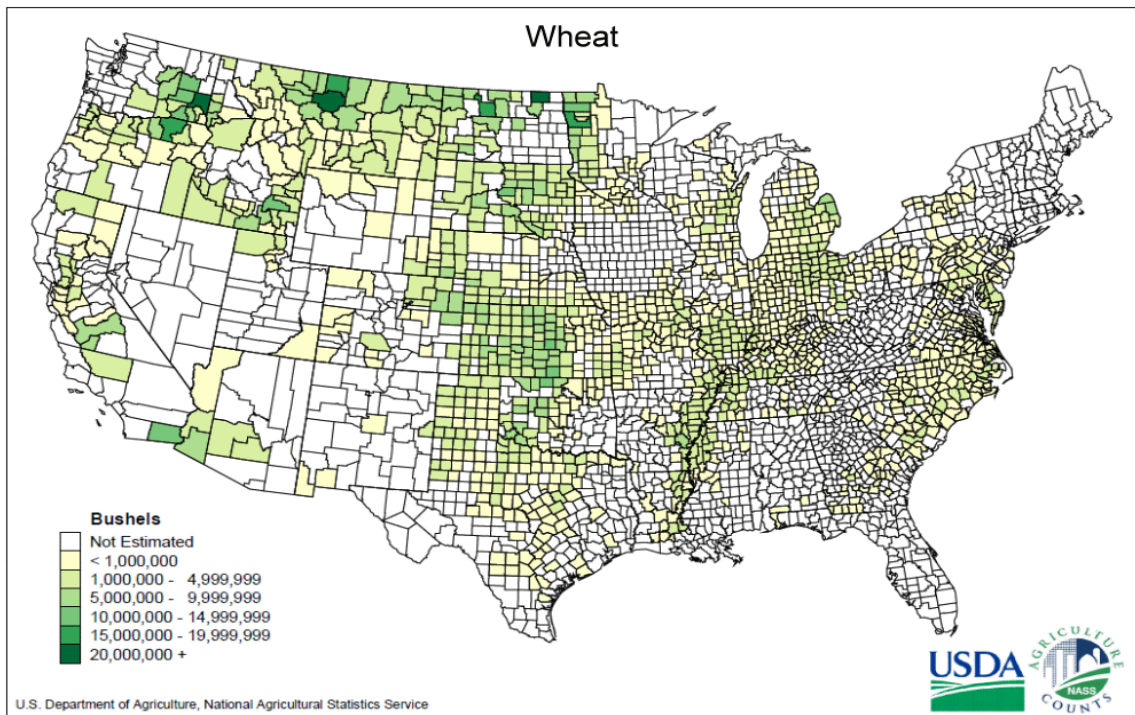 Wheat
Bushels
Not Estimated
< 1,000,000
1,000,000 - 4,999,999
5,000,000 - 9,999,999
10,000,000 - 14,999,999
15,000,000 - 19,999,999
20,000,000 +
U.S. Department of Agriculture, National Agricultural Statistics Service
USDA
AGRICULTURE
NASS
COUNTS